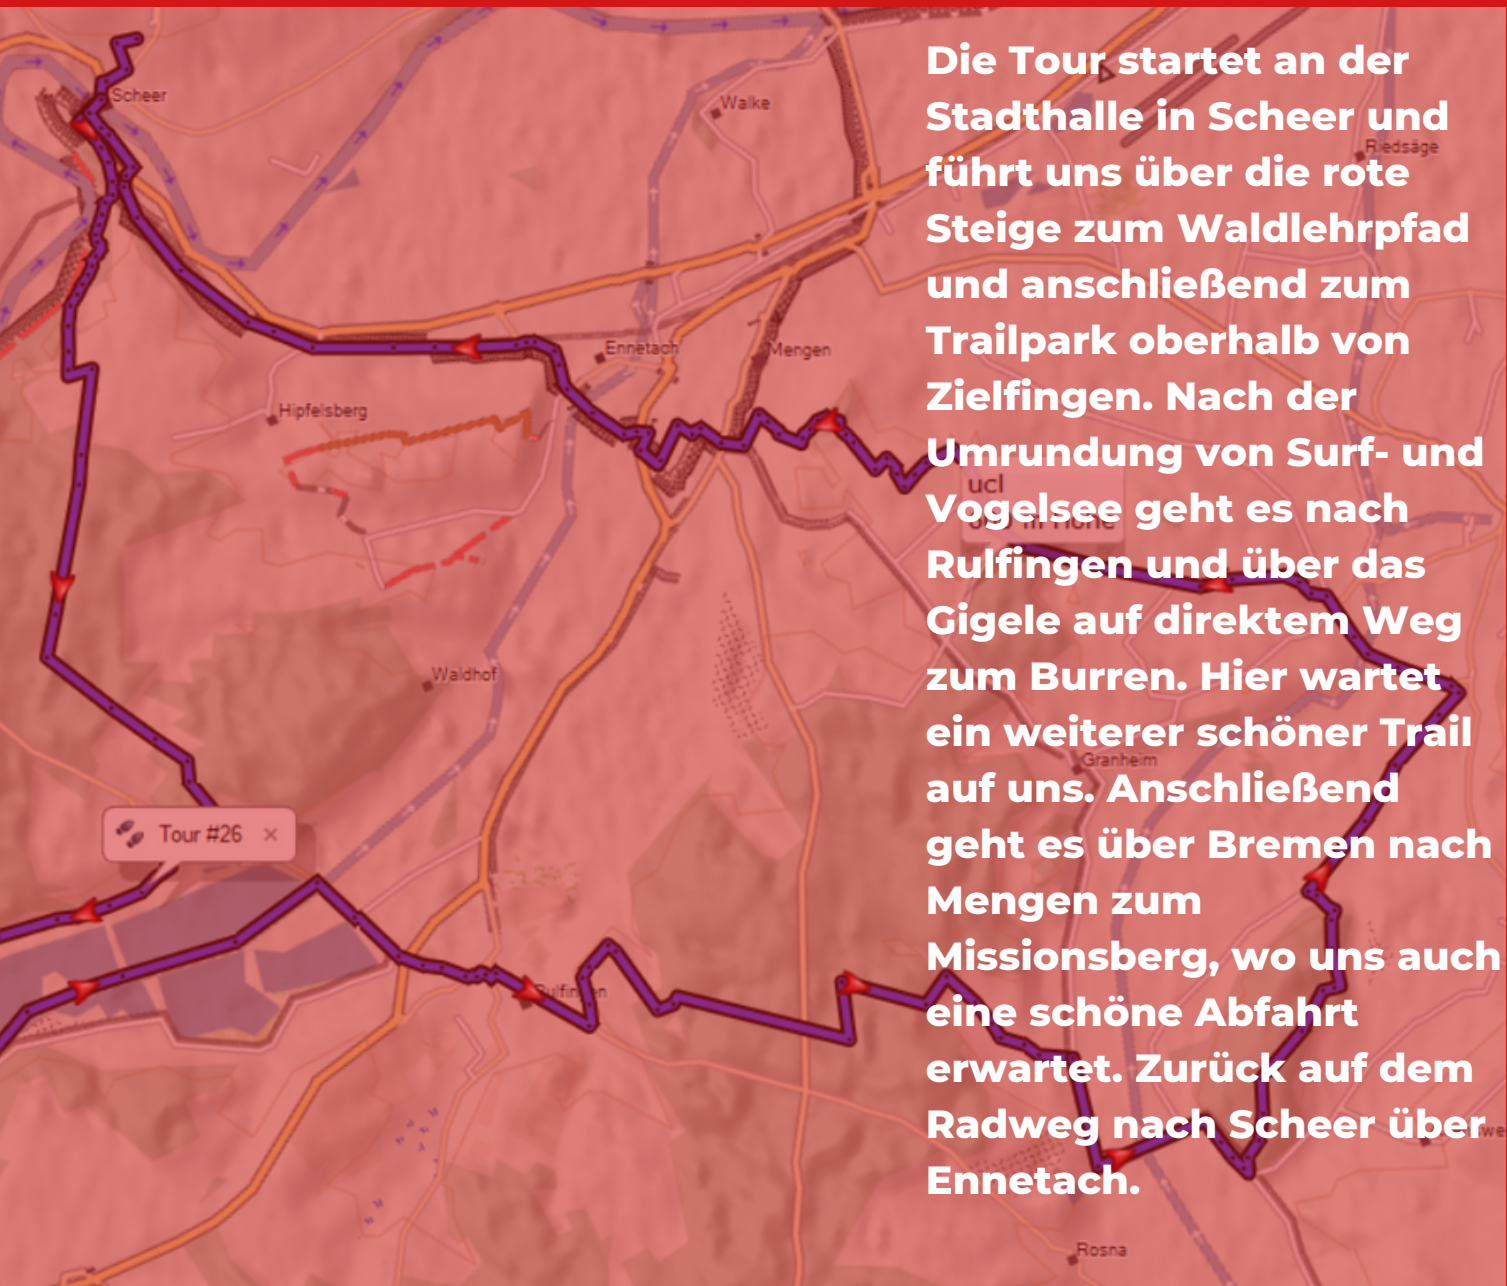 Die Tour startet an der
Stadthalle in Scheer und
führt uns über die rote
Steige zum Waldlehrpfad
und anschließend zum
Trailpark oberhalb von
Zielfingen. Nach der
Umrundung von Surf- und
Vogelsee geht es nach
Rulfingen und über das
Gigele auf direktem Weg
zum Burren. Hier wartet
ein weiterer schöner Trail
auf uns. Anschließend
geht es über Bremen nach
Mengen zum
Missionsberg, wo uns auch
eine schöne Abfahrt
erwartet. Zurück auf dem
Radweg nach Scheer über
Ennetach.
Scheer
Walke
Riedsäge
Ennetach
Mengen
Hipfelsberg
ucl
Waldhof
Granheim
Tour #26
Rulfingen
Rosna